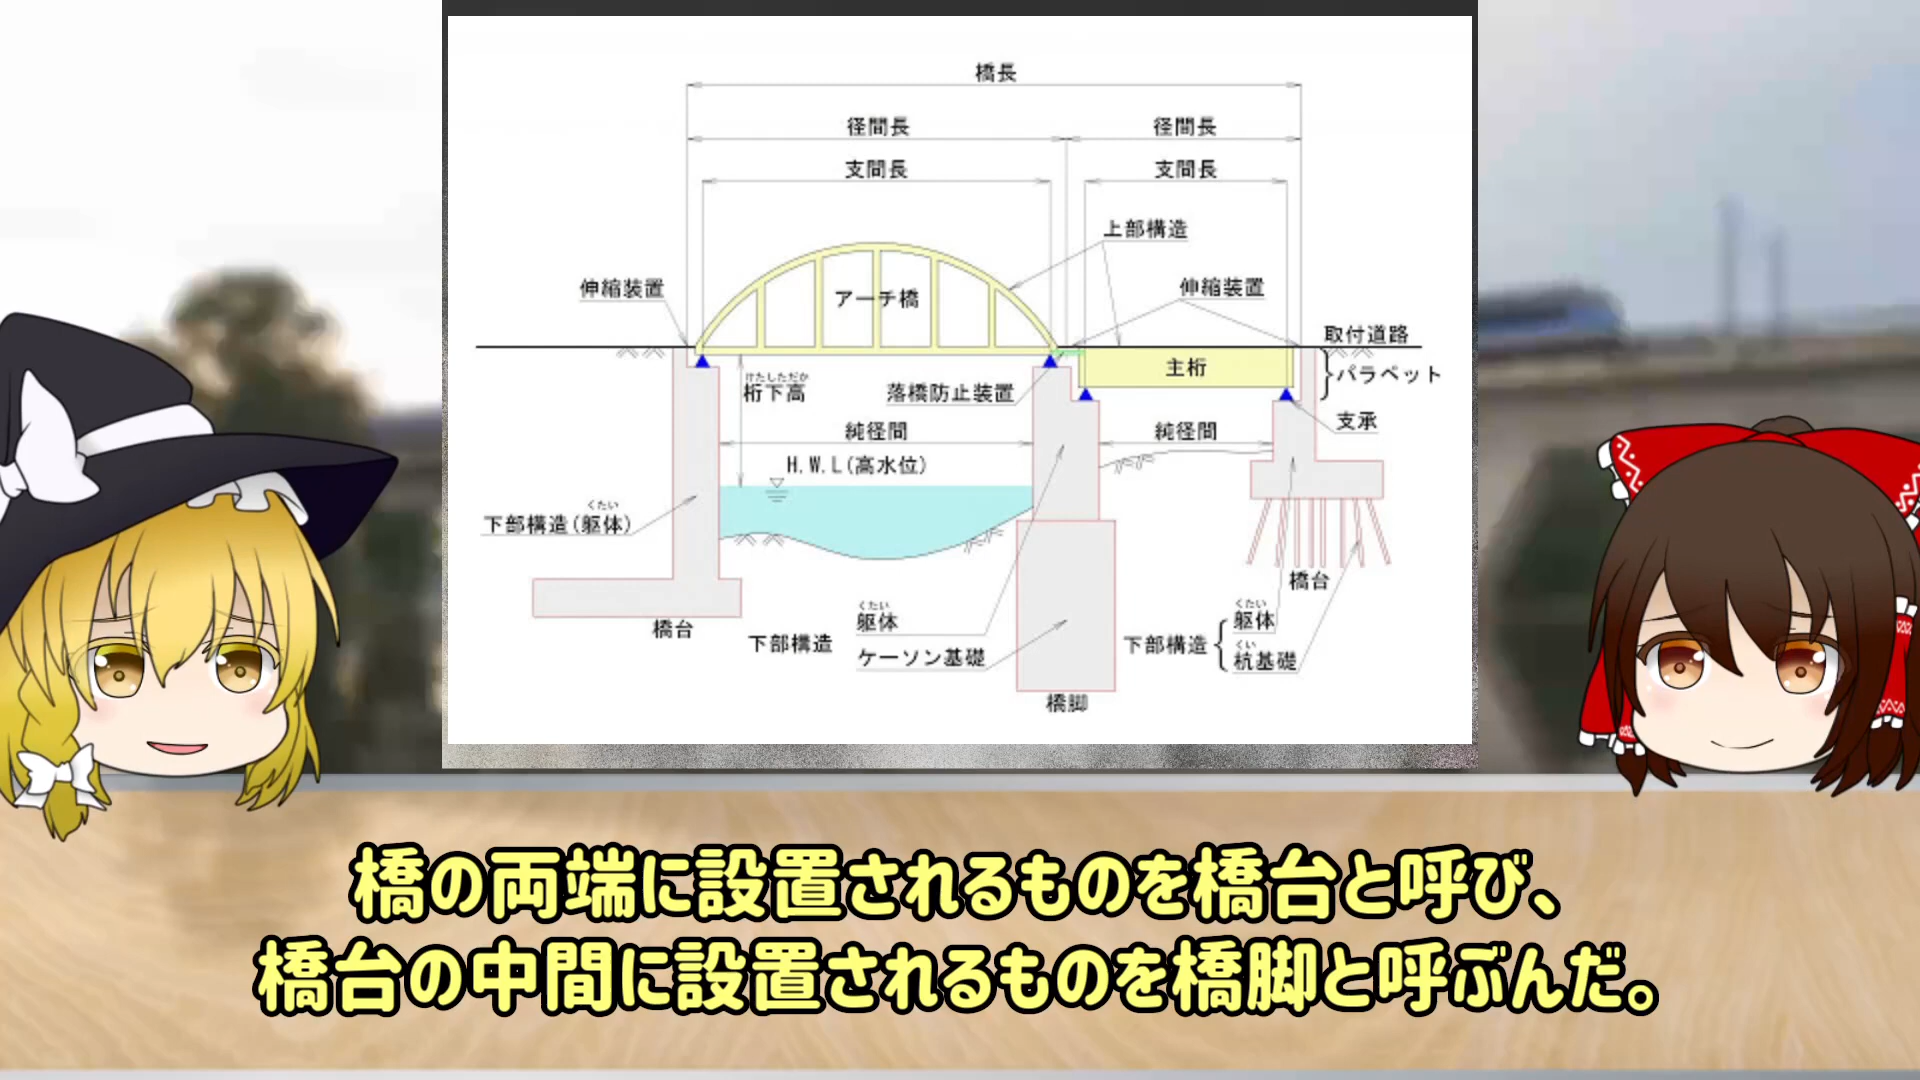 橋長
径間長
径間長
支間長
支間長
上部構造
伸縮装置
アーチ橋
伸縮装置
取付道路
けたしただか
桁下高
落橋防止装置
主桁
パラペット
支承
純径間
純径間
H.W.L(高水位)
くたい
下部構造(躯体)
橋台
下部構造
くたい
躯体
ケーソン基礎
橋脚
橋台
下部構造
くたい
躯体
くい
杭基礎
橋の両端に設置されるものを橋台と呼び、
橋台の中間に設置されるものを橋脚と呼ぶんだ。